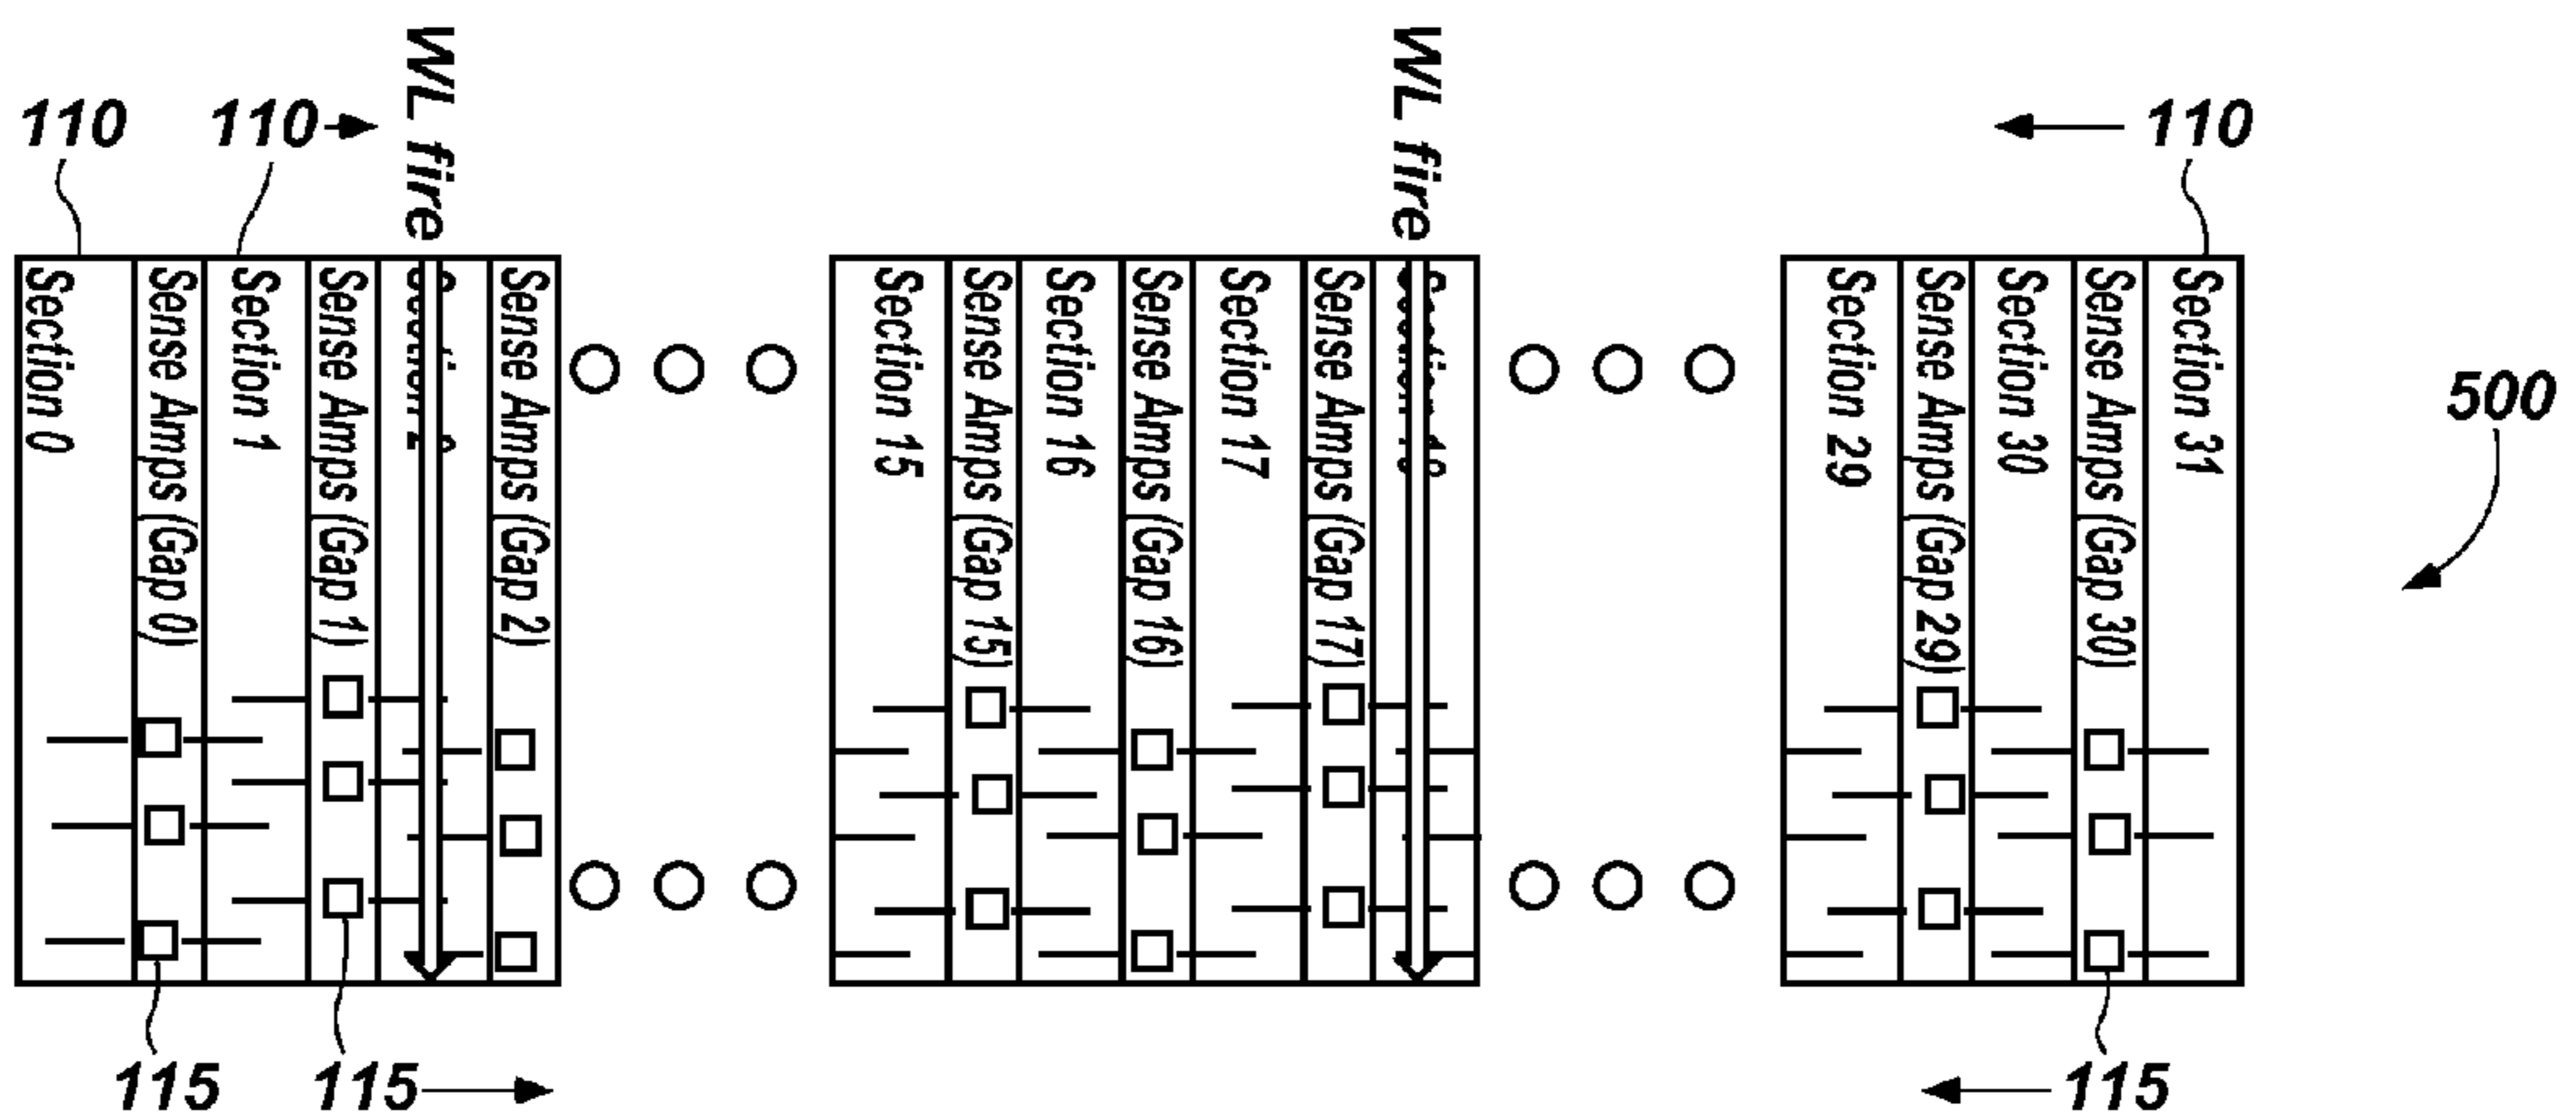 WL fire
WL fire
110
110
110
Section 0
Sense Amps (Gap 0)
Section 1
Sense Amps (Gap 1)
Sense Amps (Gap 2)
Section 15
Sense Amps (Gap 15)
Section 16
Sense Amps (Gap 16)
Section 17
Sense Amps (Gap 17)
Section 29
Sense Amps (Gap 29)
Section 30
Sense Amps (Gap 30)
Section 31
500
115
115
115